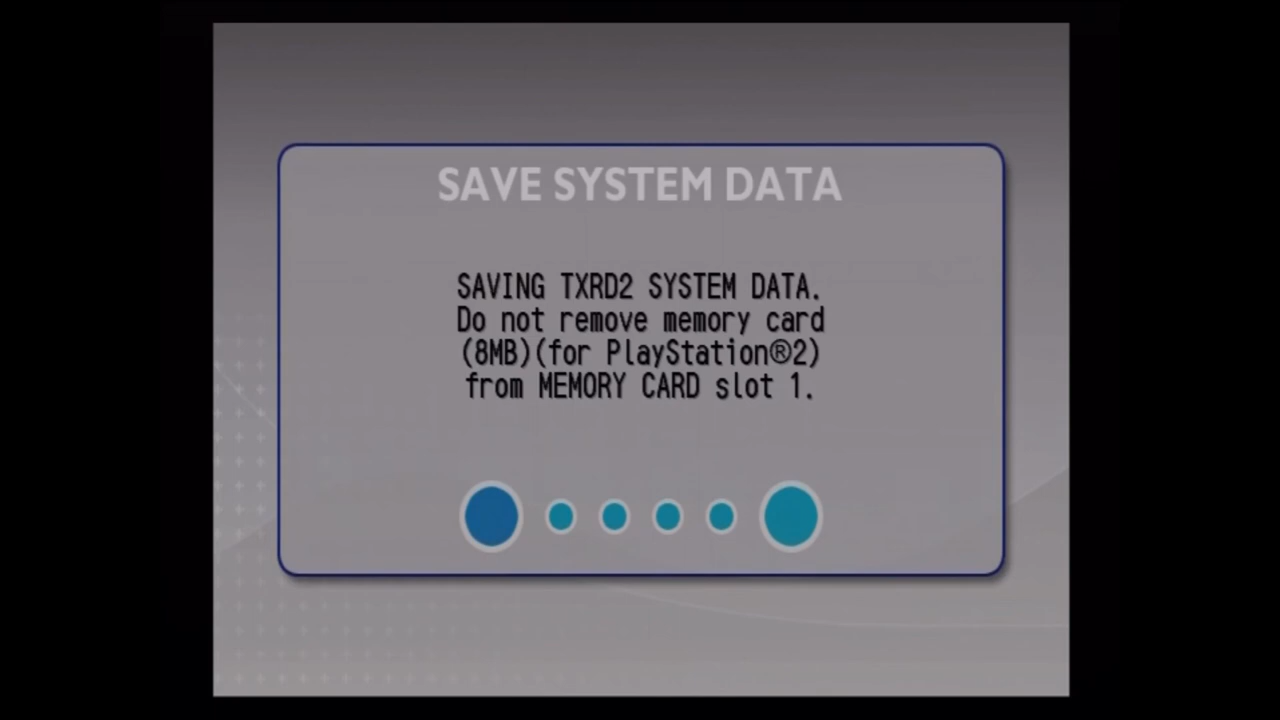 SAVE SYSTEM DATA
SAVING TXRD2 SYSTEM DATA.
Do not remove memory card
(8MB)(for PlayStation®2)
from MEMORY CARD slot 1.